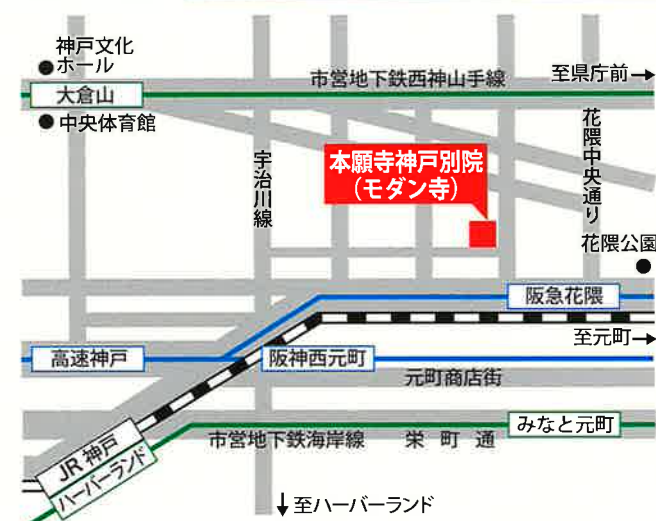 神戸文化
ホール
市営地下鉄西神山手線
至県庁前
大倉山
中央体育館
宇治川線
本願寺神戸別院
(モダン寺)
花隈中央通り
花隈公園
阪急花隈
至元町
高速神戸
阪神西元町
元町商店街
みなと元町
市営地下鉄海岸線
栄町通
JR 神戸
ハーバーランド
至ハーバーランド